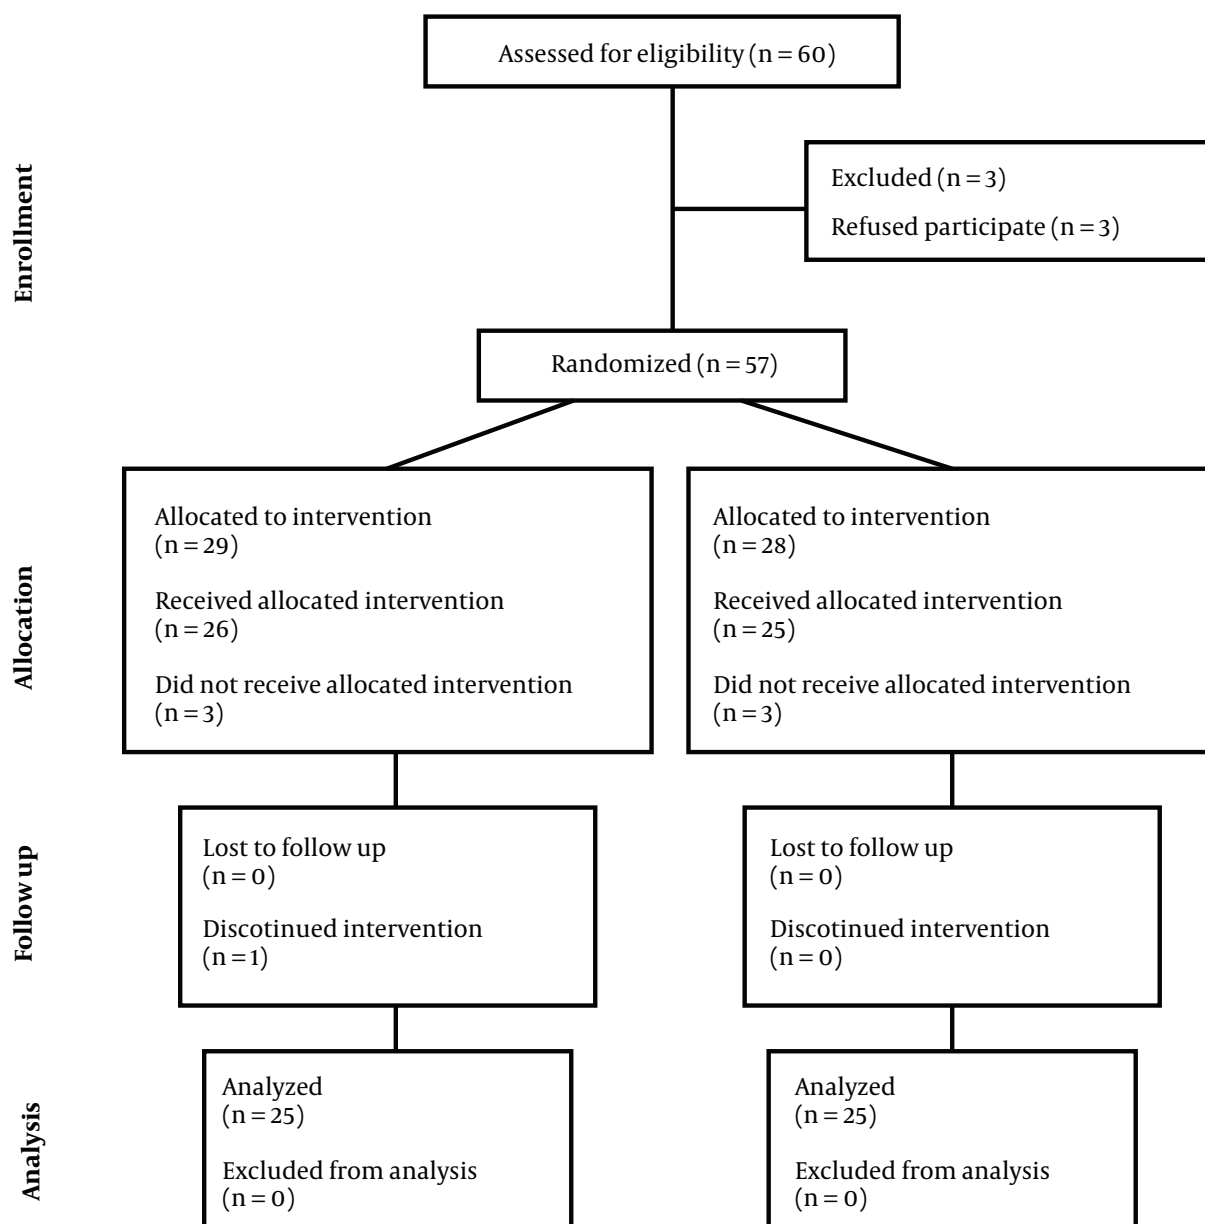 Assessed for eligibility (n = 60)
Enrollment
Excluded (n = 3)
Refused participate (n = 3)
Randomized (n = 57)
Allocation
Allocated to intervention
(n = 29)
Received allocated intervention
(n = 26)
Did not receive allocated intervention
(n = 3)
Allocated to intervention
(n = 28)
Received allocated intervention
(n = 25)
Did not receive allocated intervention
(n = 3)
Follow up
Lost to follow up
(n = 0)
Discotinued intervention
(n = 1)
Lost to follow up
(n = 0)
Discotinued intervention
(n = 0)
Analysis
Analyzed
(n = 25)
Excluded from analysis
(n = 0)
Analyzed
(n = 25)
Excluded from analysis
(n = 0)